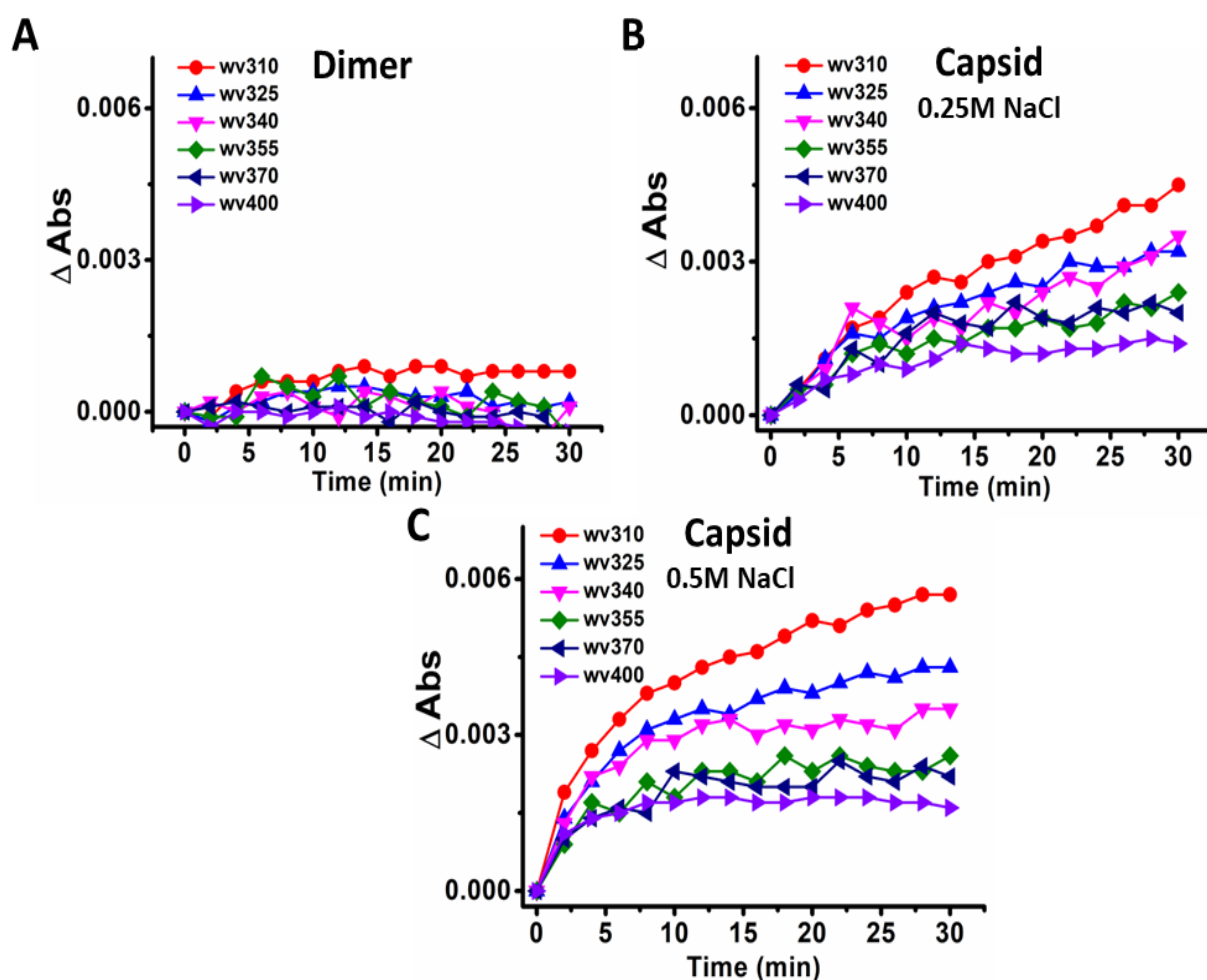 A
Dimer
wv310
wv325
wv340
wv355
wv370
wv400
Δ Abs
0.006
0.003
0.000
0 5 10 15 20 25 30
Time (min)
B
Capsid
0.25M NaCl
wv310
wv325
wv340
wv355
wv370
wv400
Δ Abs
0.006
0.003
0.000
0 5 10 15 20 25 30
Time (min)
C
Capsid
0.5M NaCl
wv310
wv325
wv340
wv355
wv370
wv400
Δ Abs
0.006
0.003
0.000
0 5 10 15 20 25 30
Time (min)